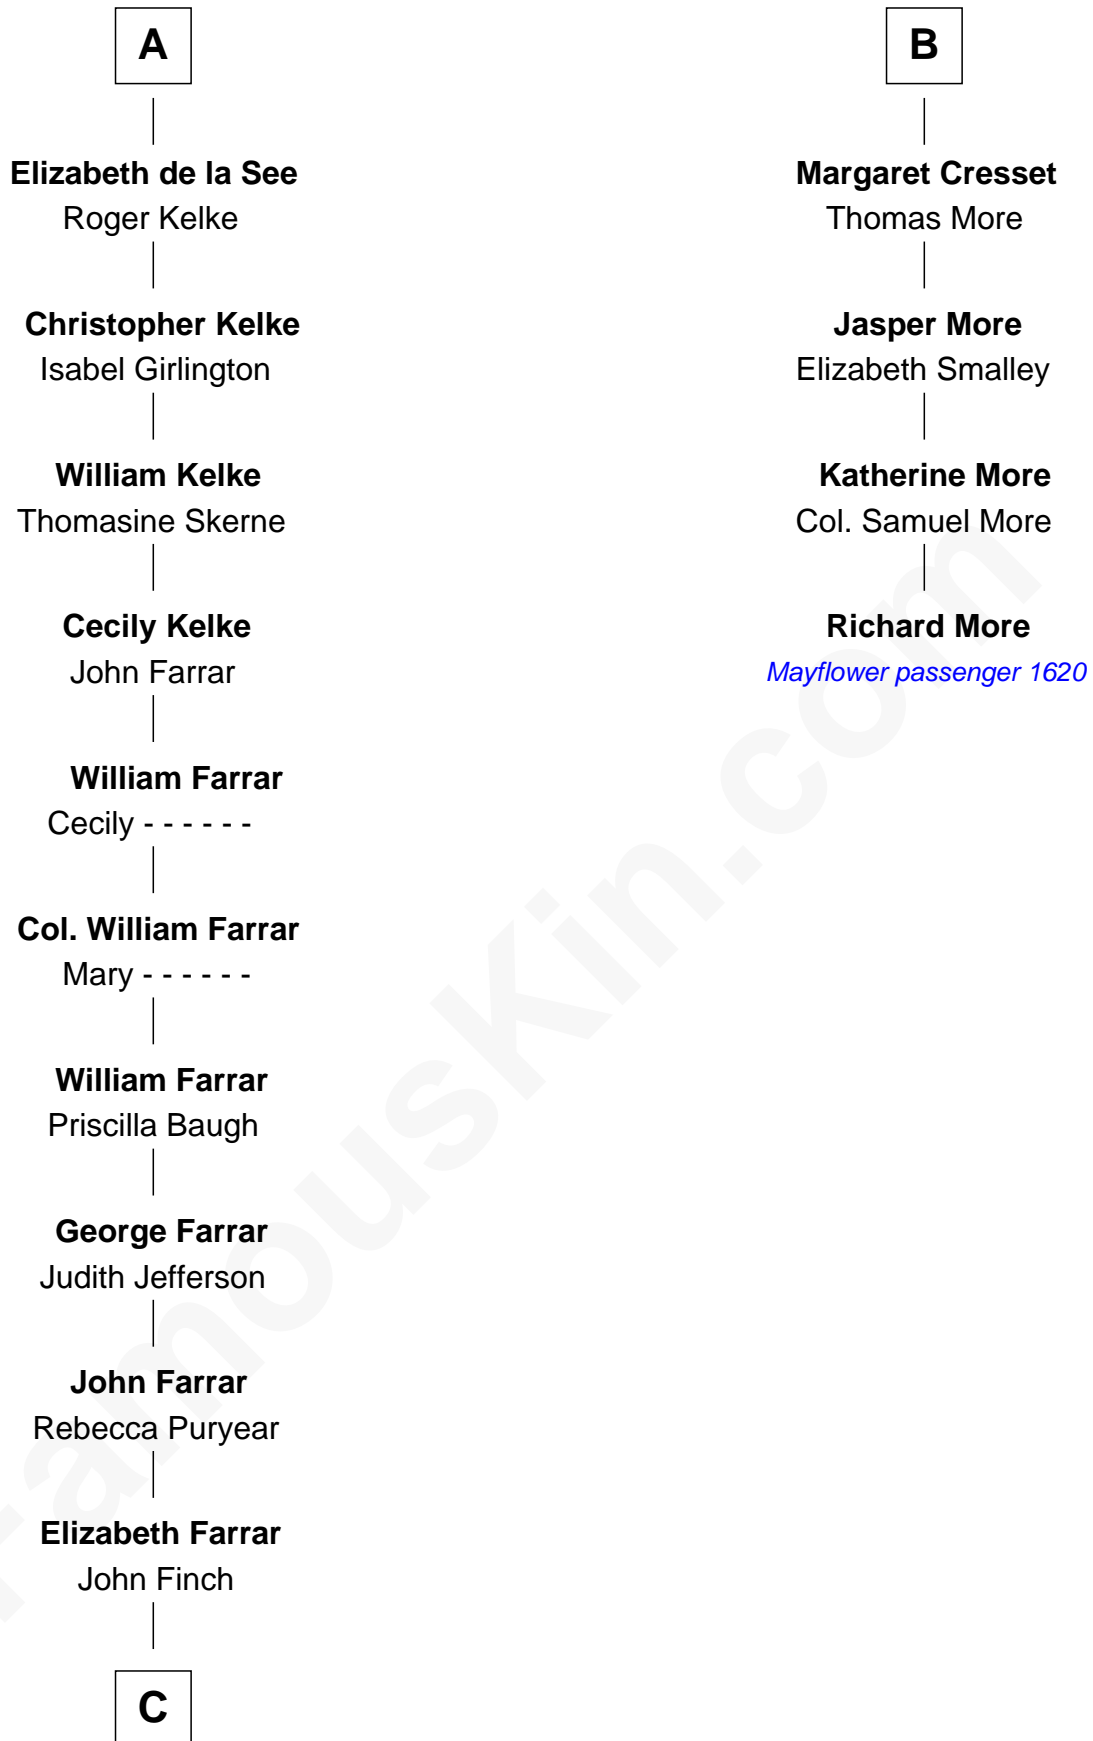 A
Elizabeth de la See
Roger Kelke
Christopher Kelke
Isabel Girlington
William Kelke
Thomasine Skerne
Cecily Kelke
John Farrar
William Farrar
Cecily - - - - - -
Col. William Farrar
Mary - - - - - -
William Farrar
Priscilla Baugh
George Farrar
Judith Jefferson
John Farrar
Rebecca Puryear
Elizabeth Farrar
John Finch
C
B
Margaret Cresset
Thomas More
Jasper More
Elizabeth Smalley
Katherine More
Col. Samuel More
Richard More
Mayflower passenger 1620
FamousKin.com